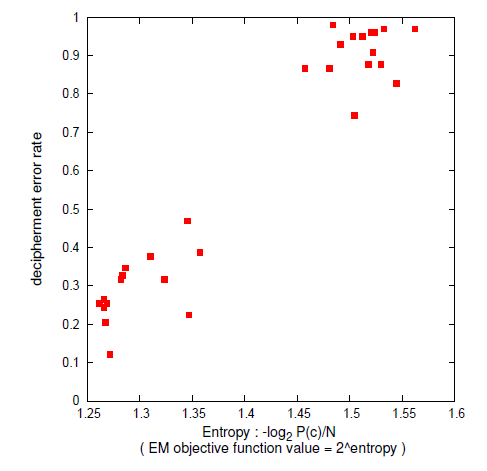 1
0.9
0.8
0.7
0.6
0.5
0.4
0.3
0.2
0.1
0
decipherment error rate
1.25 1.3 1.35 1.4 1.45 1.5 1.55 1.6
Entropy : -log2 P(c)/N
( EM objective function value = 2^entropy )